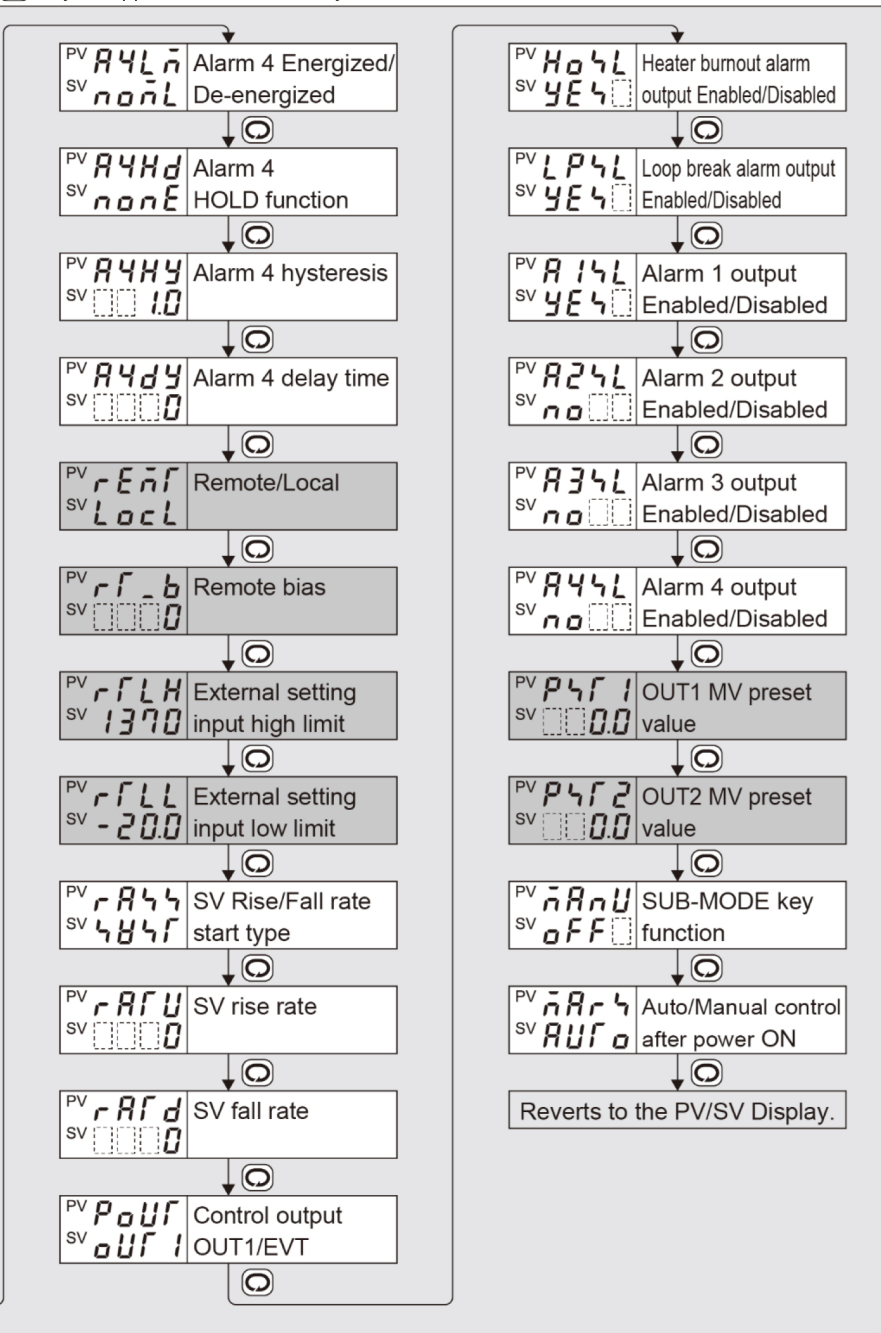 PV A4Lm Alarm 4 Energized/
SV nomL De-energized
PV A4Hd Alarm 4
SV nonE HOLD function
PV A4HY Alarm 4 hysteresis
SV 1.0
PV A4dY Alarm 4 delay time
SV 0
PV rEmT Remote/Local
SV LocL
PV rT_b Remote bias
SV 0
PV rTLH External setting
SV 1370 input high limit
PV rTLL External setting
SV -20.0 input low limit
PV rASS SV Rise/Fall rate
SV SVST start type
PV rATU SV rise rate
SV 0
PV rATd SV fall rate
SV 0
PV PoUT Control output
SV oUT1 OUT1/EVT
PV HoSL Heater burnout alarm
SV YES output Enabled/Disabled
PV LPSL Loop break alarm output
SV YES Enabled/Disabled
PV A1SL Alarm 1 output
SV YES Enabled/Disabled
PV A2SL Alarm 2 output
SV no Enabled/Disabled
PV A3SL Alarm 3 output
SV no Enabled/Disabled
PV A4SL Alarm 4 output
SV no Enabled/Disabled
PV PST1 OUT1 MV preset
SV 0.0 value
PV PST2 OUT2 MV preset
SV 0.0 value
PV mAnU SUB-MODE key
SV oFF function
PV mArS Auto/Manual control
SV AUTo after power ON
Reverts to the PV/SV Display.